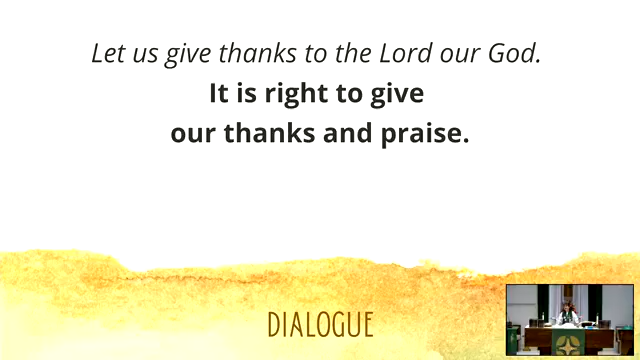 Let us give thanks to the Lord our God.
It is right to give
our thanks and praise.
DIALOGUE